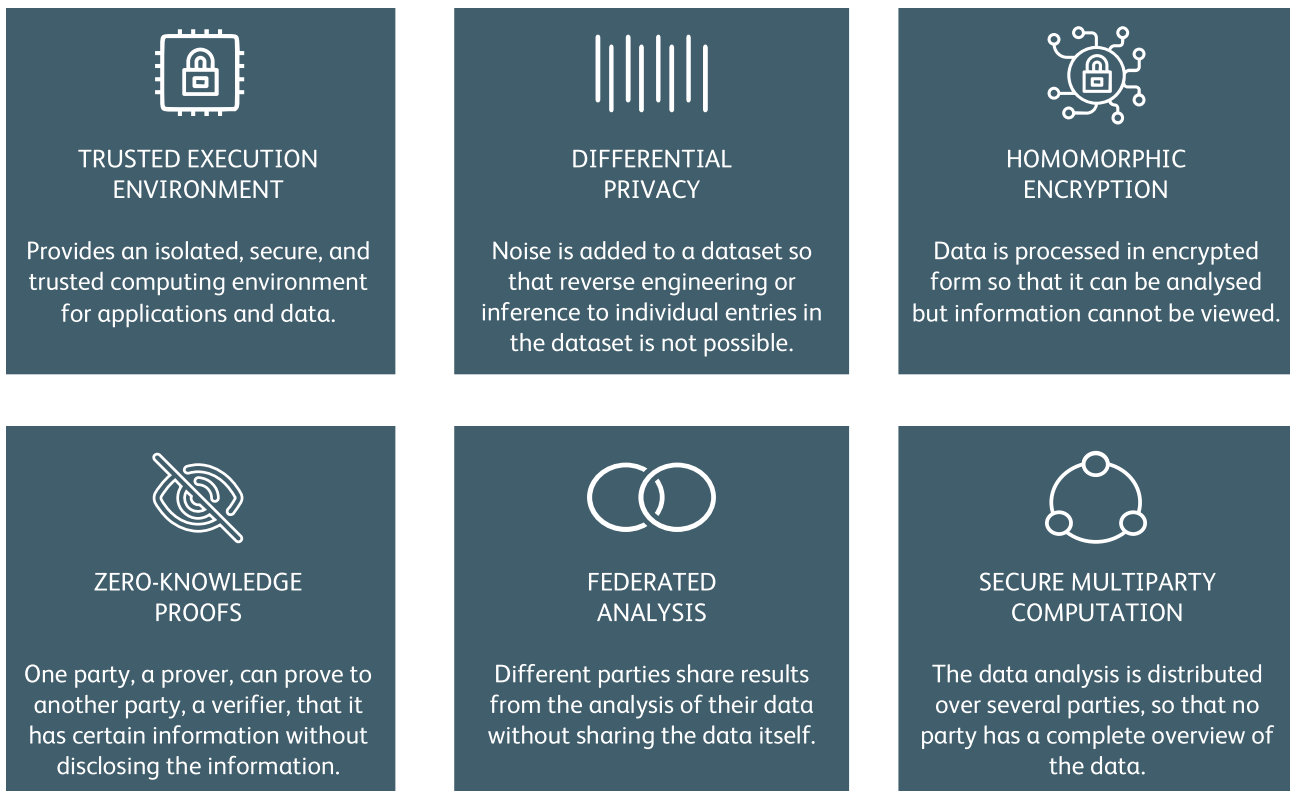 TRUSTED EXECUTION
ENVIRONMENT
Provides an isolated, secure, and
trusted computing environment
for applications and data.
DIFFERENTIAL
PRIVACY
Noise is added to a dataset so
that reverse engineering or
inference to individual entries in
the dataset is not possible.
HOMOMORPHIC
ENCRYPTION
Data is processed in encrypted
form so that it can be analysed
but information cannot be viewed.
ZERO-KNOWLEDGE
PROOFS
One party, a prover, can prove to
another party, a verifier, that it
has certain information without
disclosing the information.
FEDERATED
ANALYSIS
Different parties share results
from the analysis of their data
without sharing the data itself.
SECURE MULTIPARTY
COMPUTATION
The data analysis is distributed
over several parties, so that no
party has a complete overview of
the data.